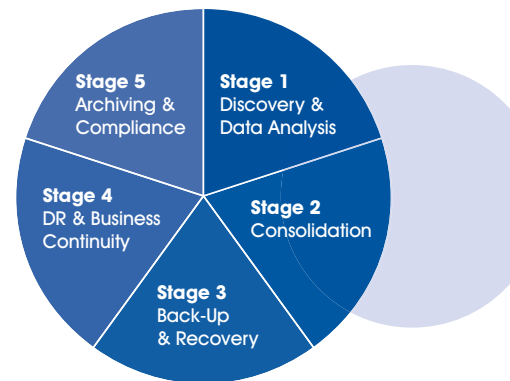 Stage 1
Discovery &
Data Analysis
Stage 2
Consolidation
Stage 3
Back-Up
& Recovery
Stage 4
DR & Business
Continuity
Stage 5
Archiving &
Compliance